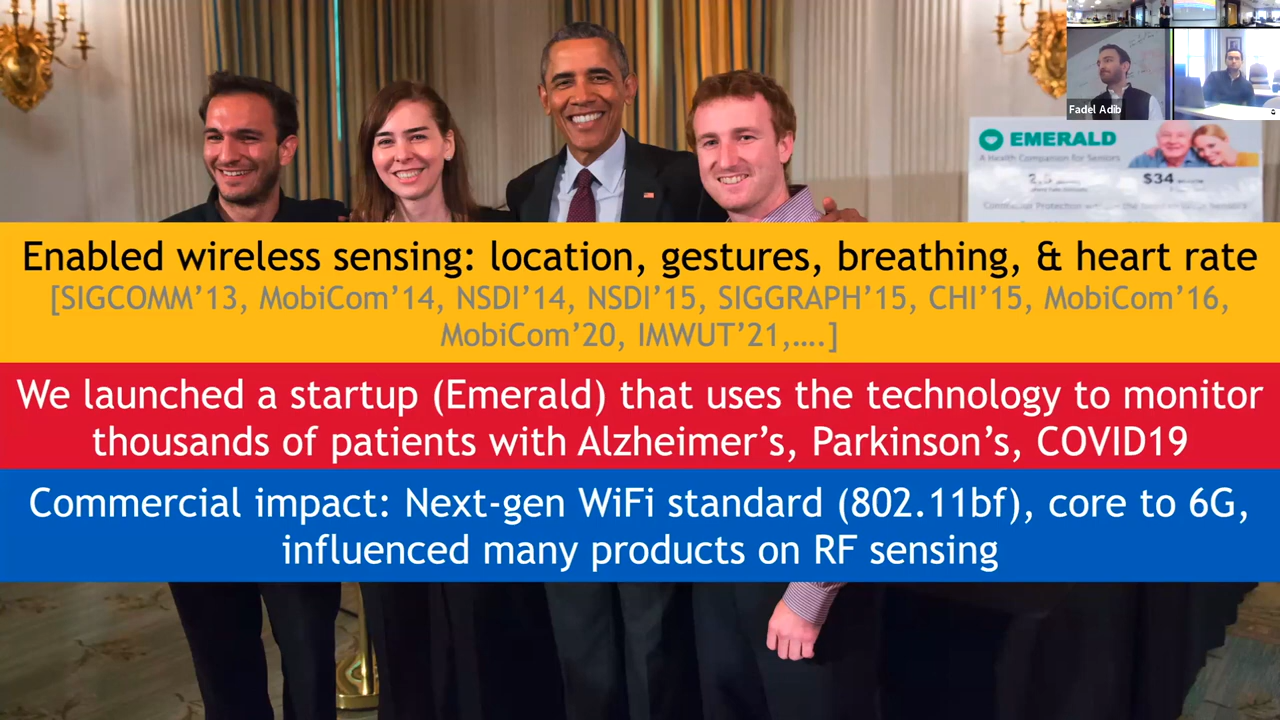 Fadel Adib
EMERALD
A Health Companion for Seniors
$34
Enabled wireless sensing: location, gestures, breathing, & heart rate
[SIGCOMM’13, MobiCom’14, NSDI’14, NSDI’15, SIGGRAPH’15, CHI’15, MobiCom’16,
MobiCom’20, IMWUT’21,....]
We launched a startup (Emerald) that uses the technology to monitor
thousands of patients with Alzheimer’s, Parkinson’s, COVID19
Commercial impact: Next-gen WiFi standard (802.11bf), core to 6G,
influenced many products on RF sensing